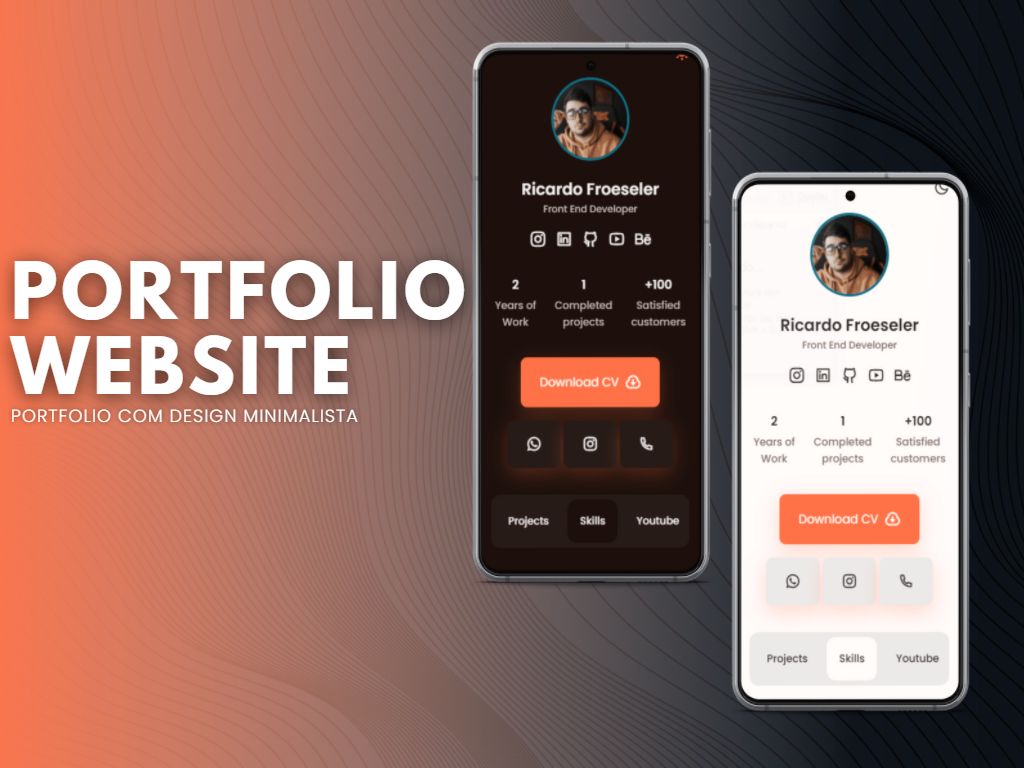 PORTFOLIO
WEBSITE
PORTFOLIO COM DESIGN MINIMALISTA
Ricardo Froeseler
Front End Developer
Bē
2
Years of
Work
1
Completed
projects
+100
Satisfied
customers
Download CV
Projects
Skills
Youtube
Ricardo Froeseler
Front End Developer
Bē
2
Years of
Work
1
Completed
projects
+100
Satisfied
customers
Download CV
Projects
Skills
Youtube